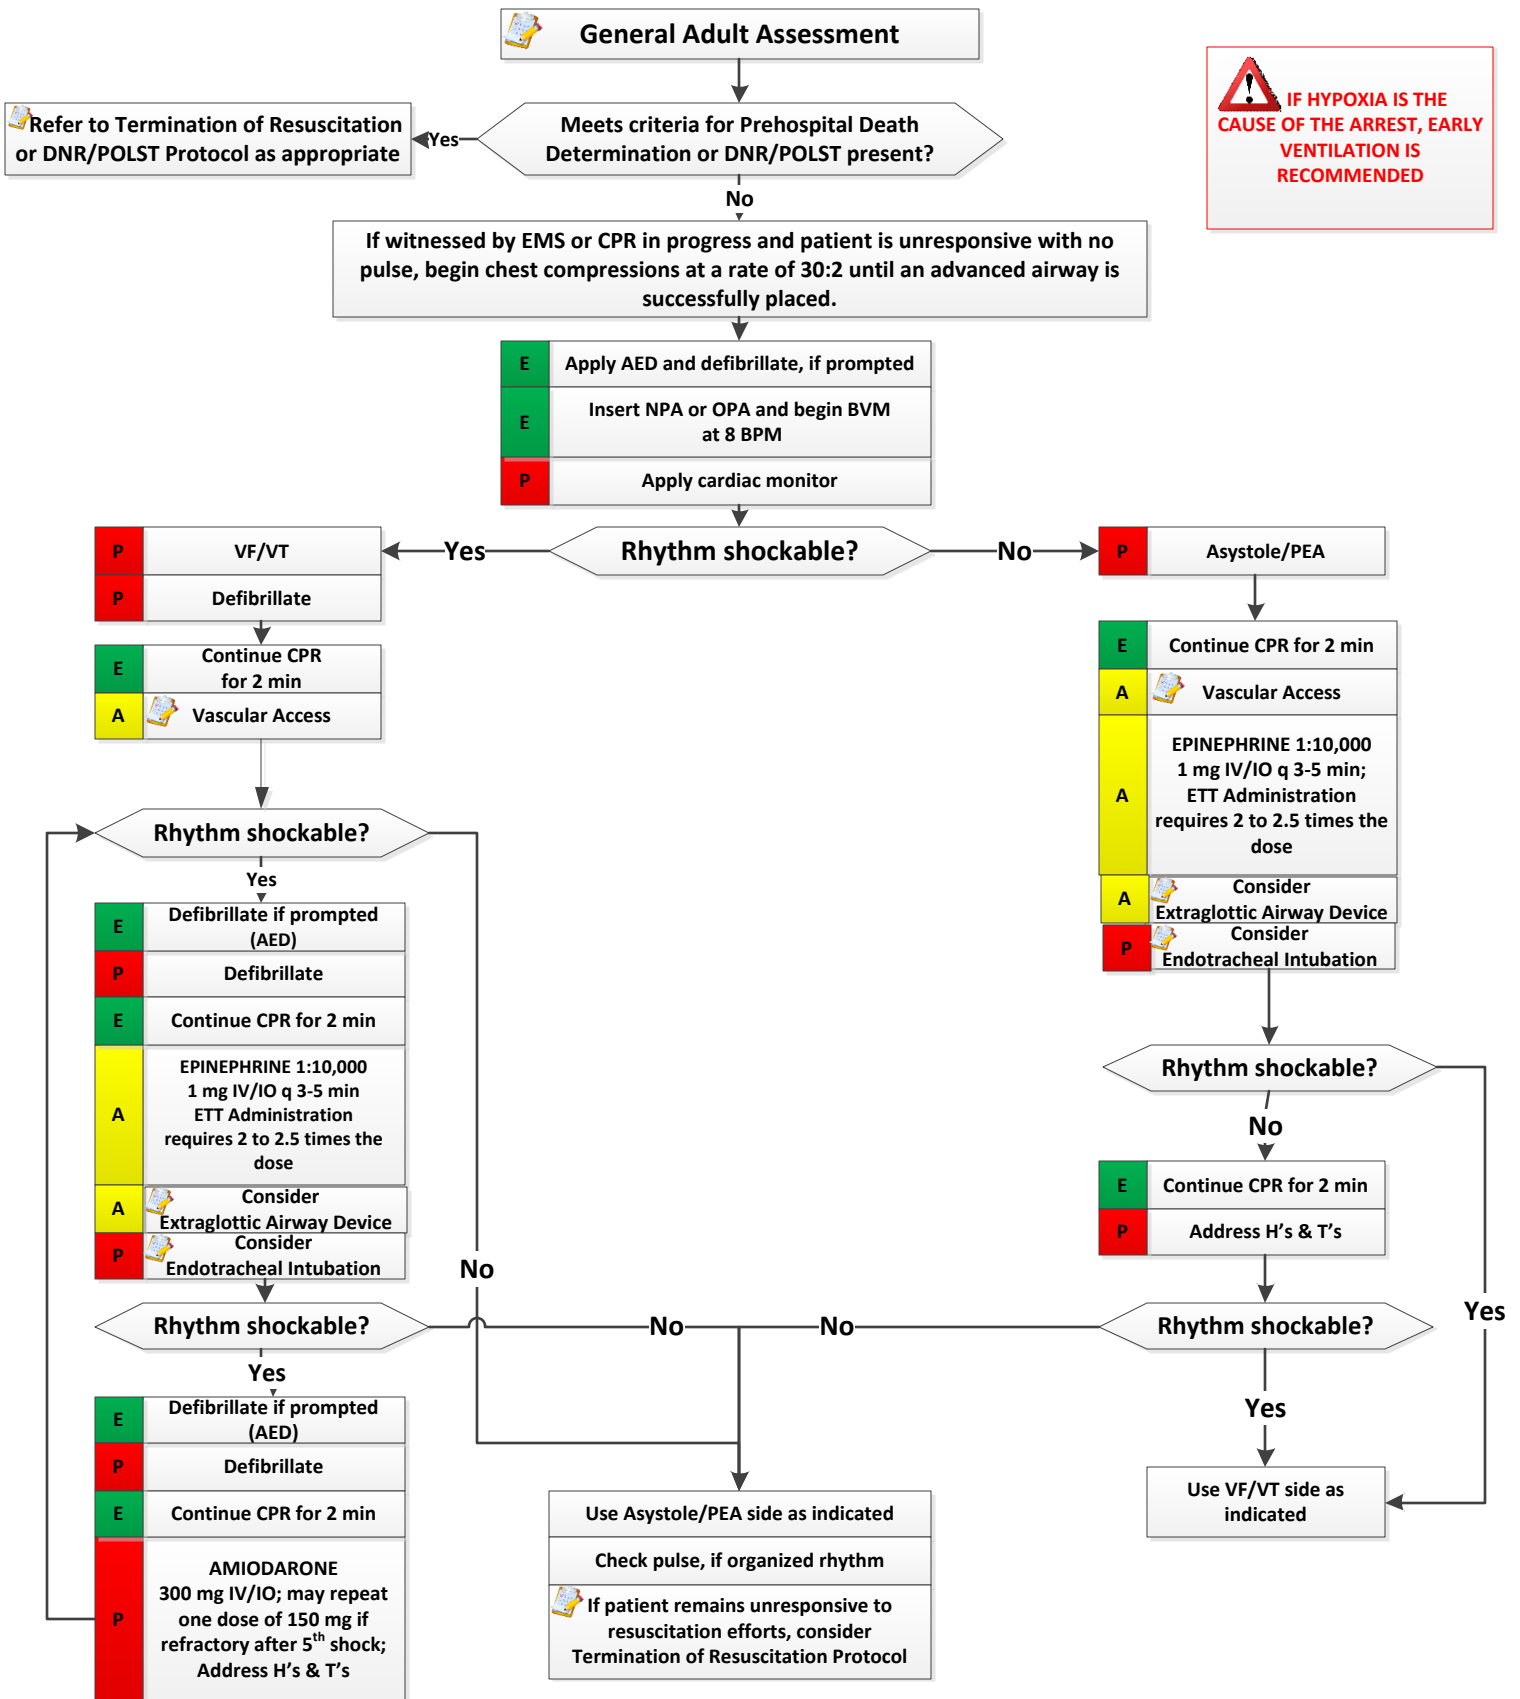 General Adult Assessment
IF HYPOXIA IS THE
CAUSE OF THE ARREST, EARLY
VENTILATION IS
RECOMMENDED
Refer to Termination of Resuscitation
or DNR/POLST Protocol as appropriate
Yes
Meets criteria for Prehospital Death
Determination or DNR/POLST present?
No
If witnessed by EMS or CPR in progress and patient is unresponsive with no
pulse, begin chest compressions at a rate of 30:2 until an advanced airway is
successfully placed.
E
Apply AED and defibrillate, if prompted
E
Insert NPA or OPA and begin BVM
at 8 BPM
P
Apply cardiac monitor
Rhythm shockable?
Yes
No
P
VF/VT
P
Defibrillate
E
Continue CPR
for 2 min
A
Vascular Access
Rhythm shockable?
Yes
No
E
Defibrillate if prompted
(AED)
P
Defibrillate
E
Continue CPR for 2 min
A
EPINEPHRINE 1:10,000
1 mg IV/IO q 3-5 min
ETT Administration
requires 2 to 2.5 times the
dose
A
Consider
Extraglottic Airway Device
P
Consider
Endotracheal Intubation
Rhythm shockable?
No
Yes
E
Defibrillate if prompted
(AED)
P
Defibrillate
E
Continue CPR for 2 min
P
AMIODARONE
300 mg IV/IO; may repeat
one dose of 150 mg if
refractory after 5th shock;
Address H's & T's
P
Asystole/PEA
E
Continue CPR for 2 min
A
Vascular Access
A
EPINEPHRINE 1:10,000
1 mg IV/IO q 3-5 min;
ETT Administration
requires 2 to 2.5 times the
dose
A
Consider
Extraglottic Airway Device
P
Consider
Endotracheal Intubation
Rhythm shockable?
No
Yes
E
Continue CPR for 2 min
P
Address H's & T's
Rhythm shockable?
No
Yes
Use VF/VT side as
indicated
Use Asystole/PEA side as indicated
Check pulse, if organized rhythm
If patient remains unresponsive to
resuscitation efforts, consider
Termination of Resuscitation Protocol